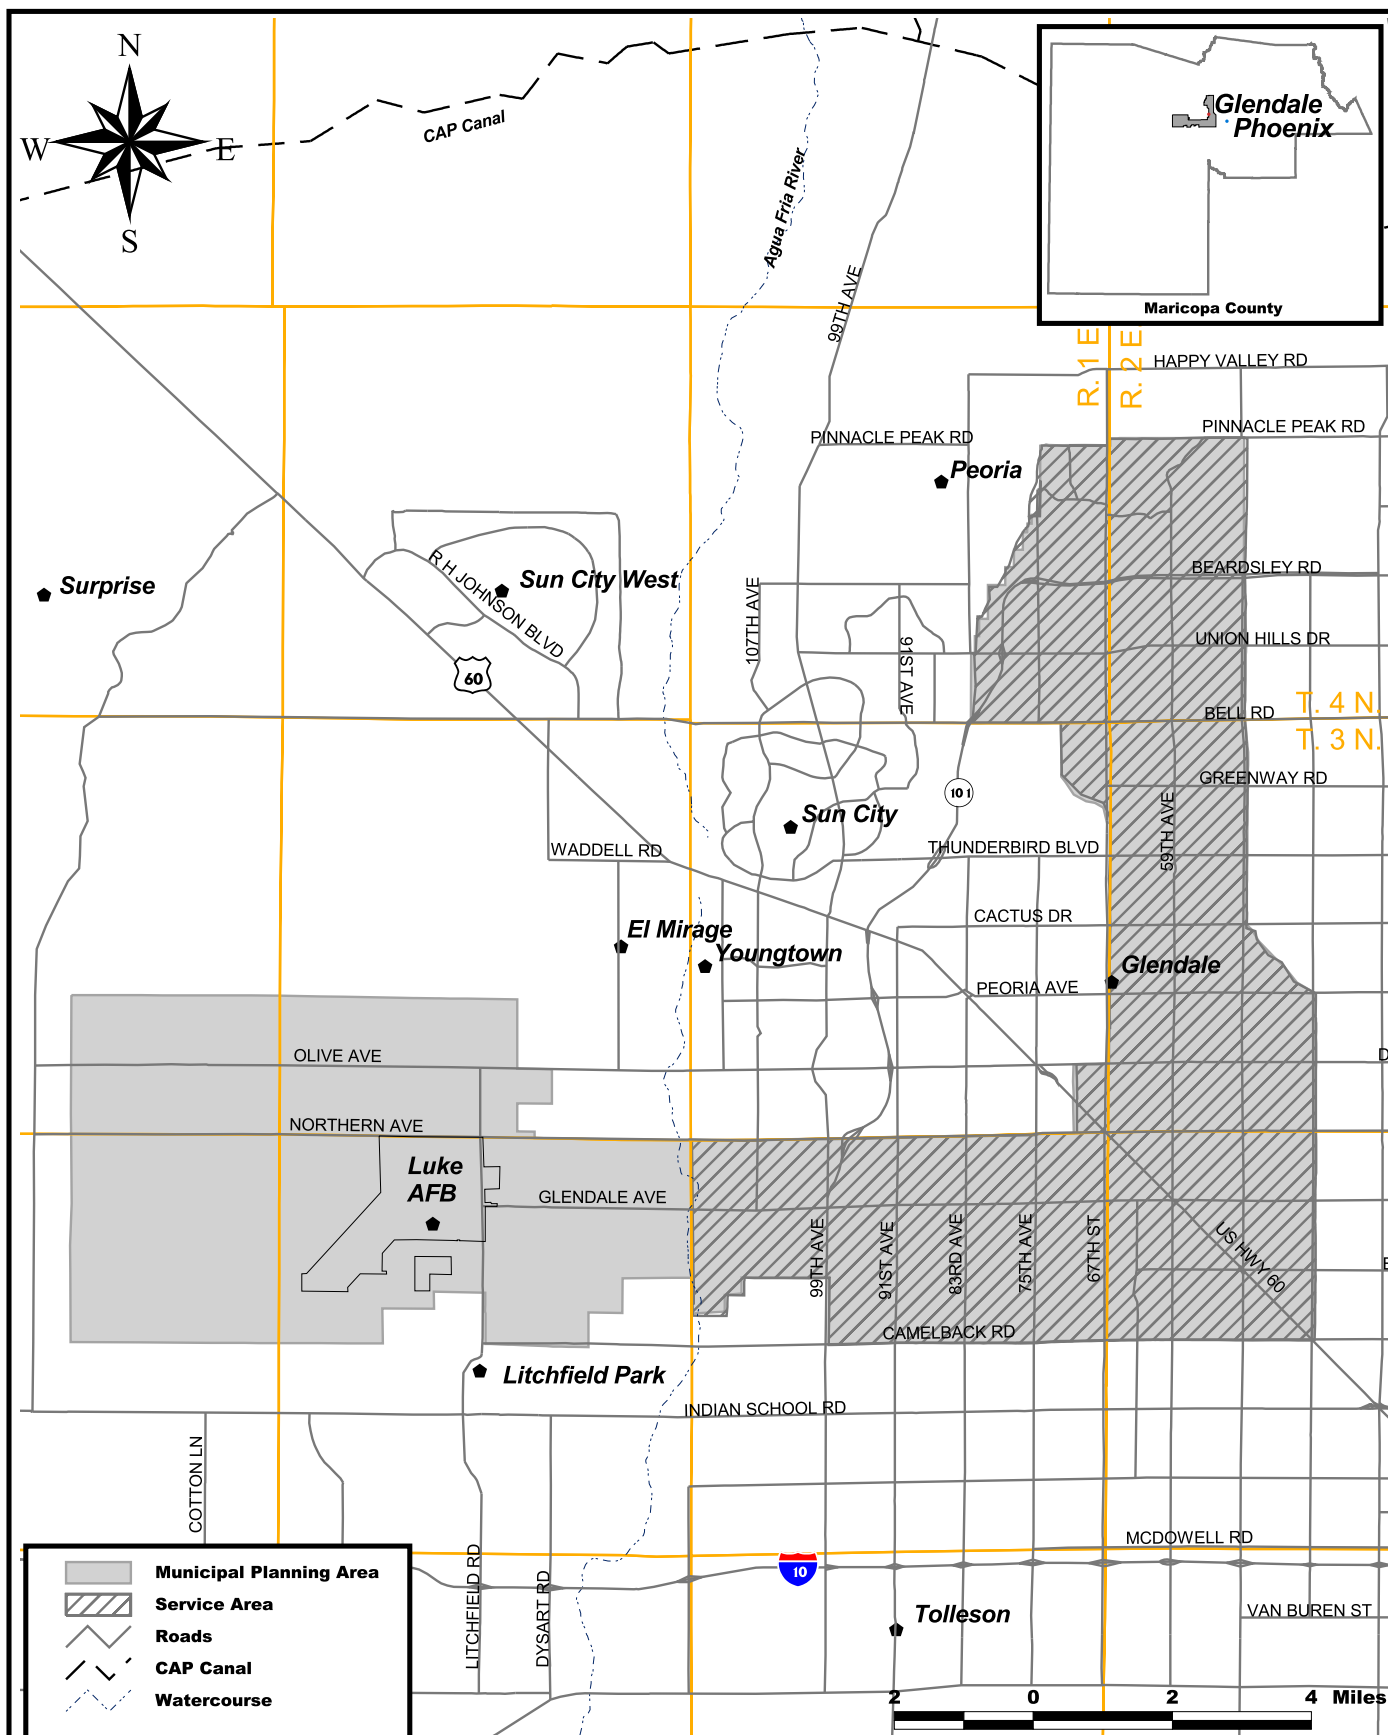 N
W
E
S
CAP Canal
Agua Fria River
99TH AVE
Glendale
Phoenix
Maricopa County
R. 1 E
R. 2 E
HAPPY VALLEY RD
PINNACLE PEAK RD
PINNACLE PEAK RD
Peoria
BEARDSLEY RD
Surprise
Sun City West
R H JOHNSON BLVD
107TH AVE
91ST AVE
UNION HILLS DR
60
T. 4 N.
BELL RD
T. 3 N.
GREENWAY RD
101
59TH AVE
Sun City
WADDELL RD
THUNDERBIRD BLVD
CACTUS DR
El Mirage
Youngtown
Glendale
PEORIA AVE
OLIVE AVE
D
NORTHERN AVE
Luke
AFB
GLENDALE AVE
99TH AVE
91ST AVE
83RD AVE
75TH AVE
67TH ST
US HWY 60
CAMELBACK RD
Litchfield Park
INDIAN SCHOOL RD
COTTON LN
LITCHFIELD RD
DYSART RD
MCDOWELL RD
10
Tolleson
VAN BUREN ST
Municipal Planning Area
Service Area
Roads
CAP Canal
Watercourse
2 0 2 4 Miles